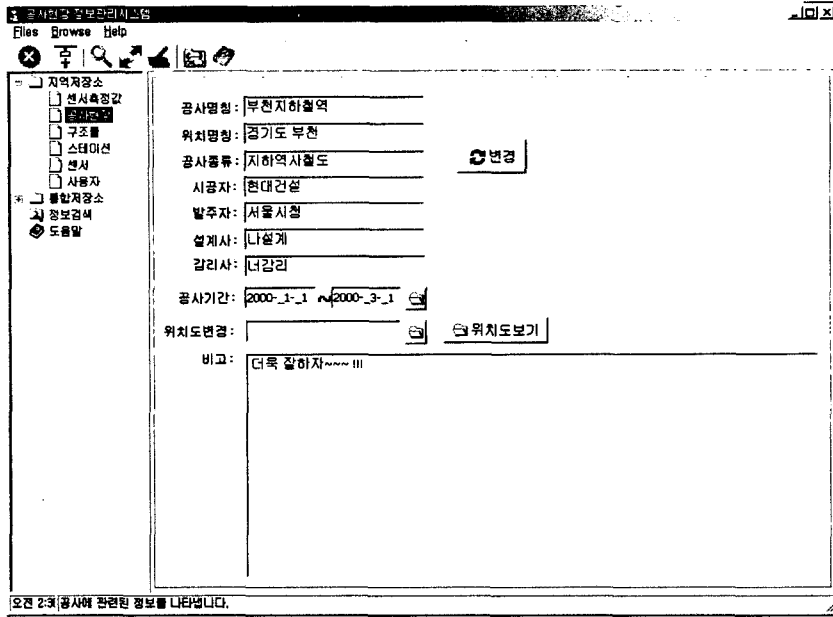 공사현장 정보관리시스템
Files Browse Help
지역저장소
센서측정값
공사현장
구조물
스테이션
센서
사용자
통합저장소
정보검색
도움말
공사명칭: 부천지하철역
위치명칭: 경기도 부천
공사종류: 지하역사철도
변경
시공자: 현대건설
발주자: 서울시청
설계사: 나설계
감리사: 너감리
공사기간: 2000-_1-_1 ~ 2000-_3-_1
위치도변경:
위치도보기
비고: 더욱 잘하자~~~ !!!
오전 2:3 공사에 관련된 정보를 나타냅니다.